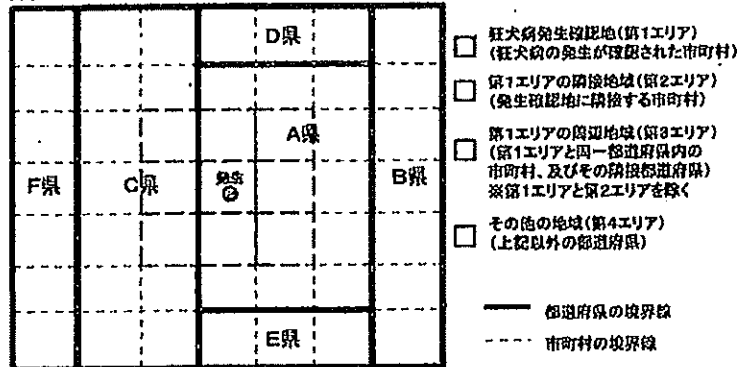 D県
A県
F県
C県
発生
B県
E県
狂犬病発生確認地(第1エリア)
(狂犬病の発生が確認された市町村)
第1エリアの隣接地域(第2エリア)
(発生確認地に隣接する市町村)
第1エリアの周辺地域(第3エリア)
(第1エリアと同一都道府県内の
市町村、及びその隣接都道府県)
※第1エリアと第2エリアを除く
その他の地域(第4エリア)
(上記以外の都道府県)
都道府県の境界線
市町村の境界線